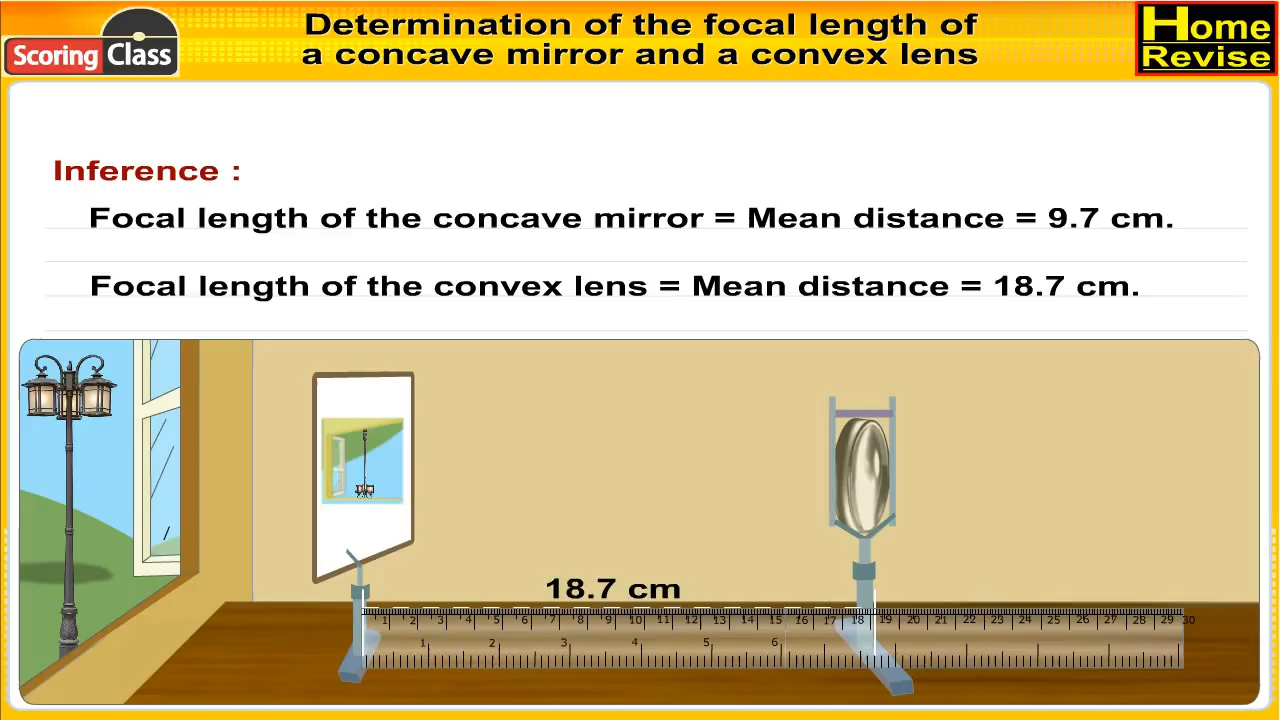 Scoring Class
Determination of the focal length of
a concave mirror and a convex lens
Home
Revise
Inference :
Focal length of the concave mirror = Mean distance = 9.7 cm.
Focal length of the convex lens = Mean distance = 18.7 cm.
18.7 cm
1 2 3 4 5 6 7 8 9 10 11 12 13 14 15 16 17 18 19 20 21 22 23 24 25 26 27 28 29 30
1 2 3 4 5 6